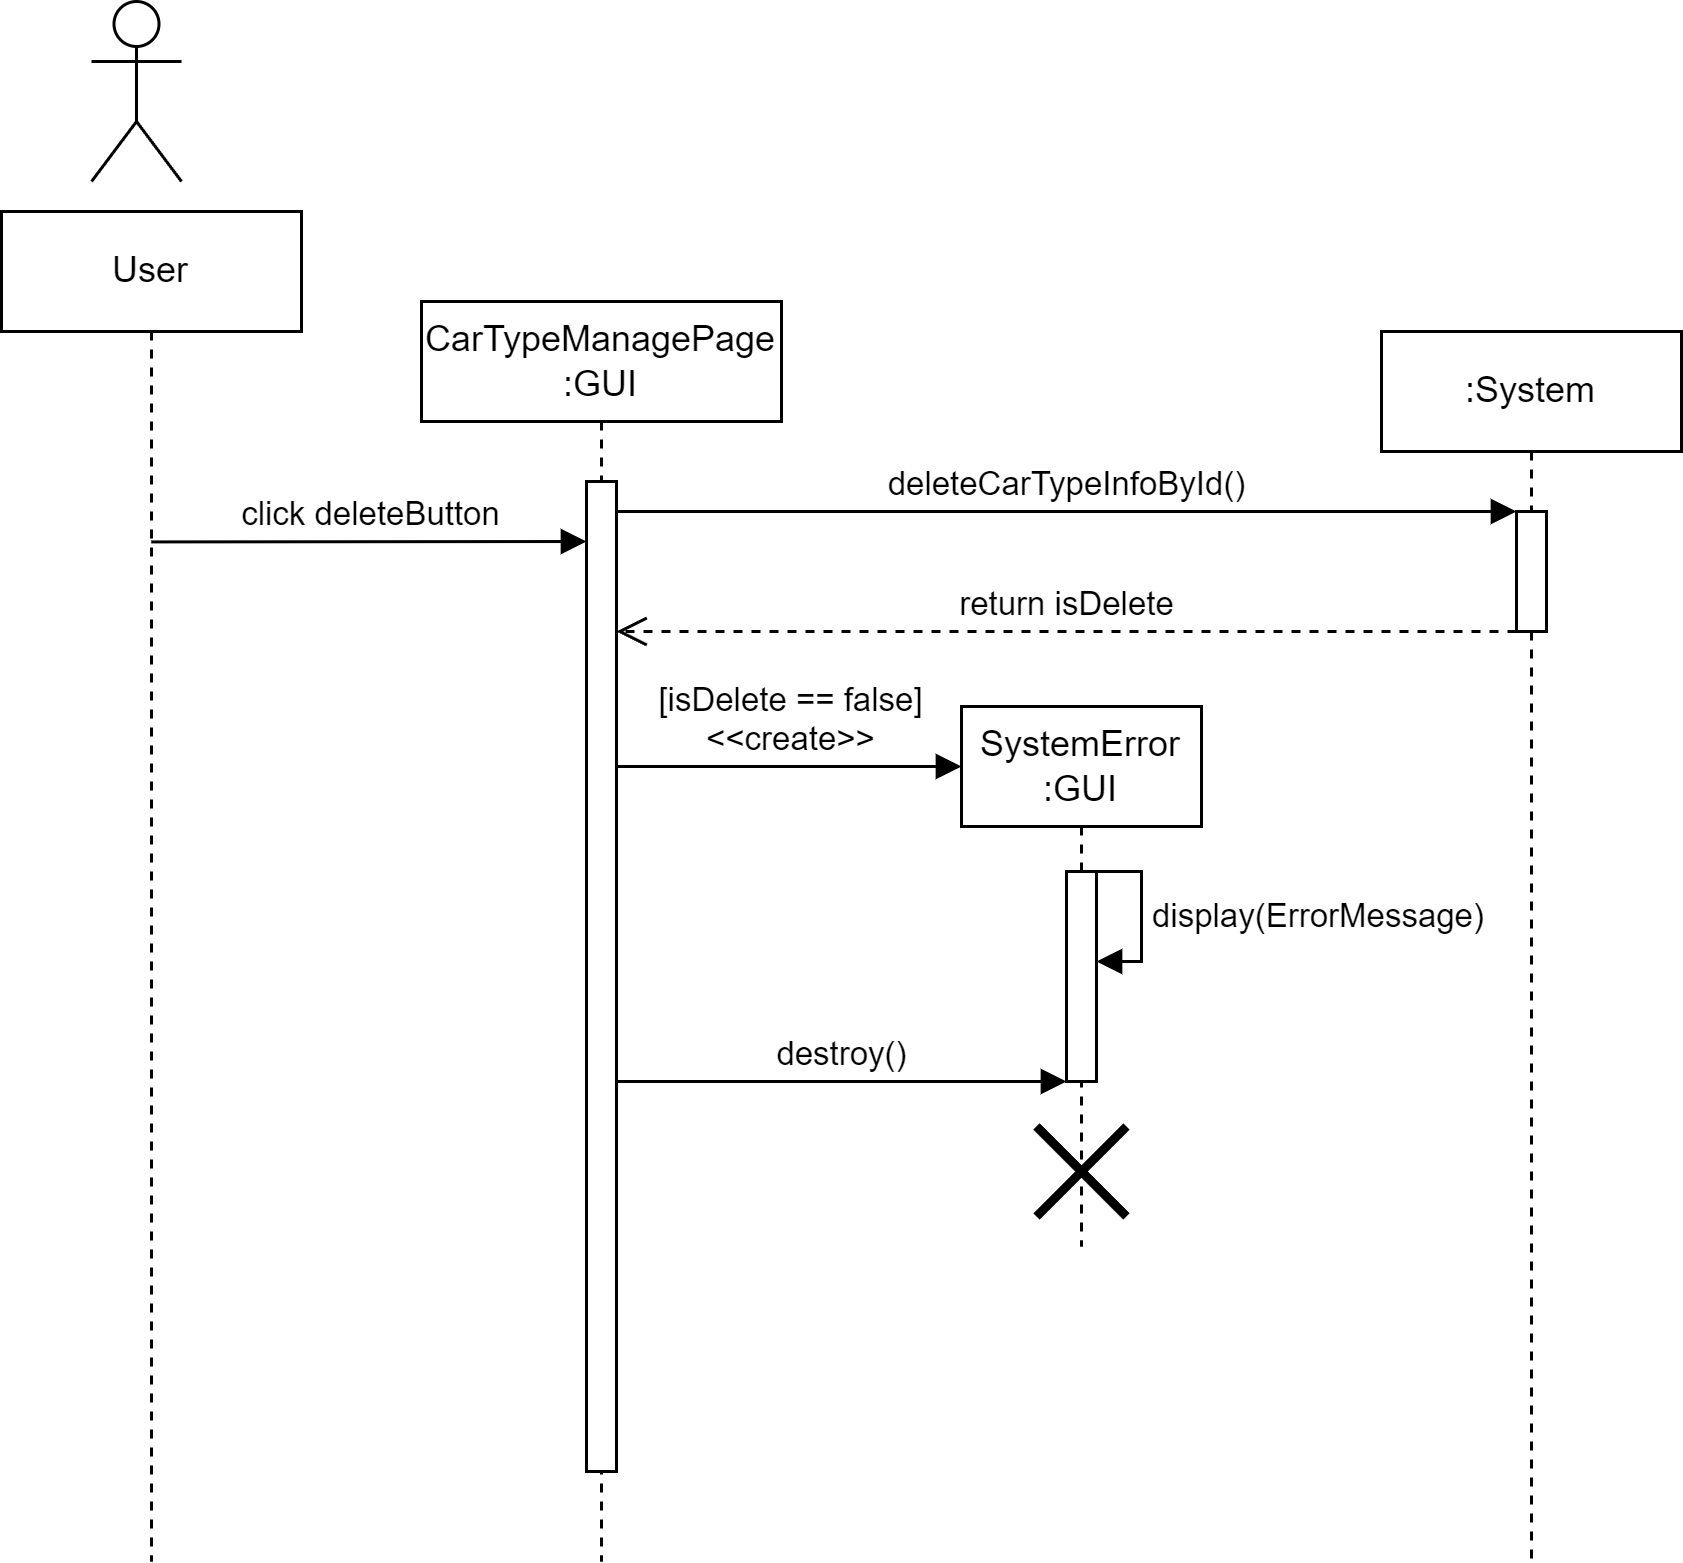 User
CarTypeManagePage
:GUI
:System
deleteCarTypeInfoById()
click deleteButton
return isDelete
[isDelete == false]
<<create>>
SystemError
:GUI
display(ErrorMessage)
destroy()